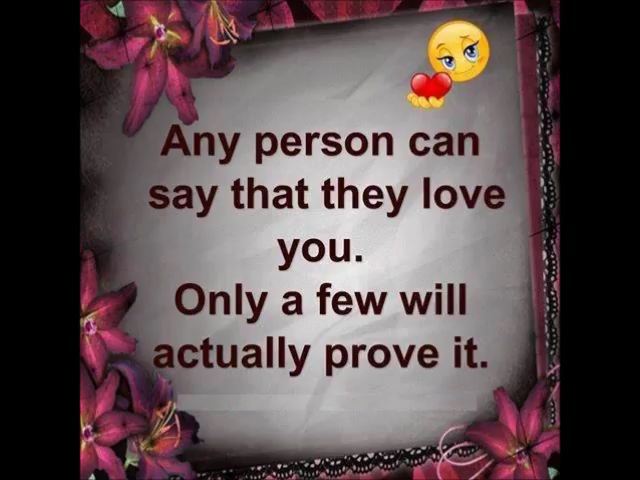 Any person can
say that they love
you.
Only a few will
actually prove it.